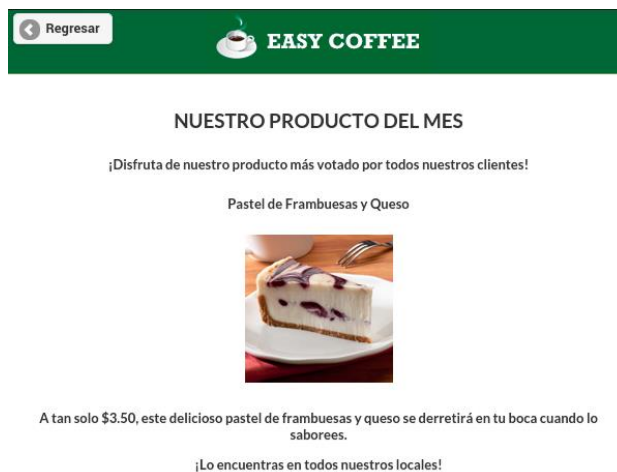 Regresar
EASY COFFEE
NUESTRO PRODUCTO DEL MES
¡Disfruta de nuestro producto más votado por todos nuestros clientes!
Pastel de Frambuesas y Queso
A tan solo $3.50, este delicioso pastel de frambuesas y queso se derretirá en tu boca cuando lo
saborees.
¡Lo encuentras en todos nuestros locales!